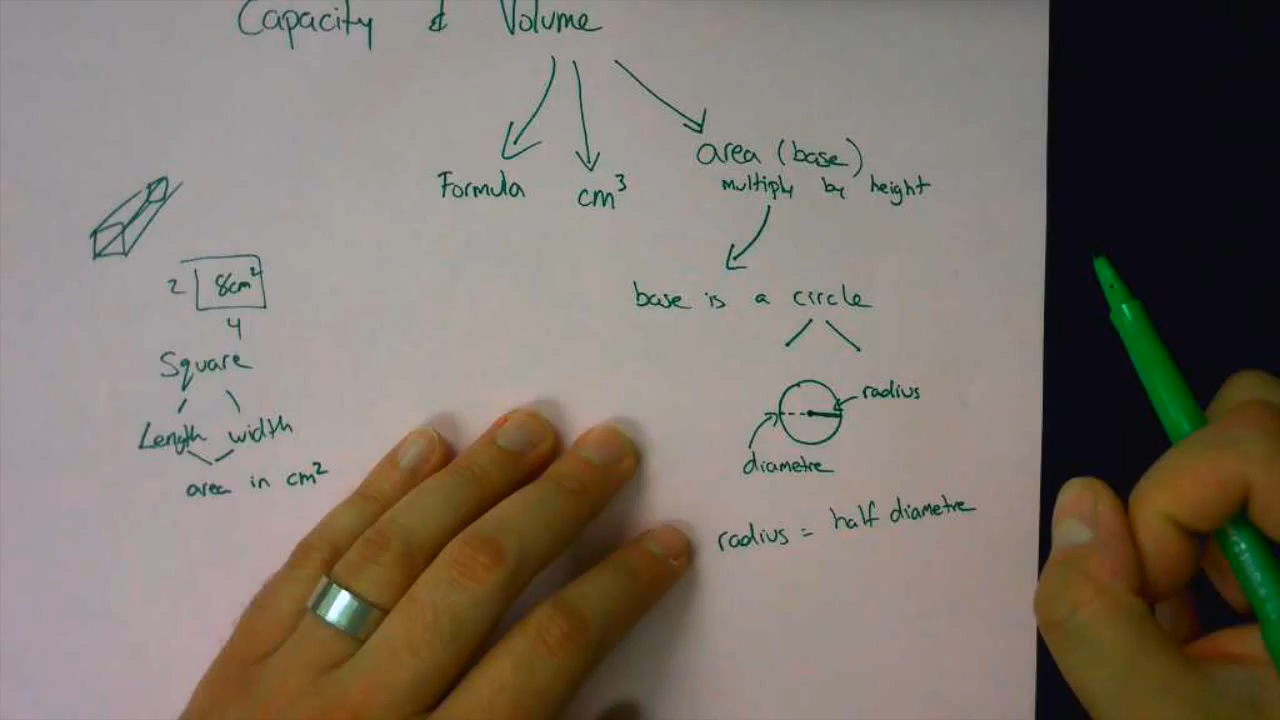 Capacity & Volume
Formula
cm³
area (base)
multiply by height
base is a circle
radius
diametre
radius = half diametre
2
8cm²
4
Square
Length width
area in cm²